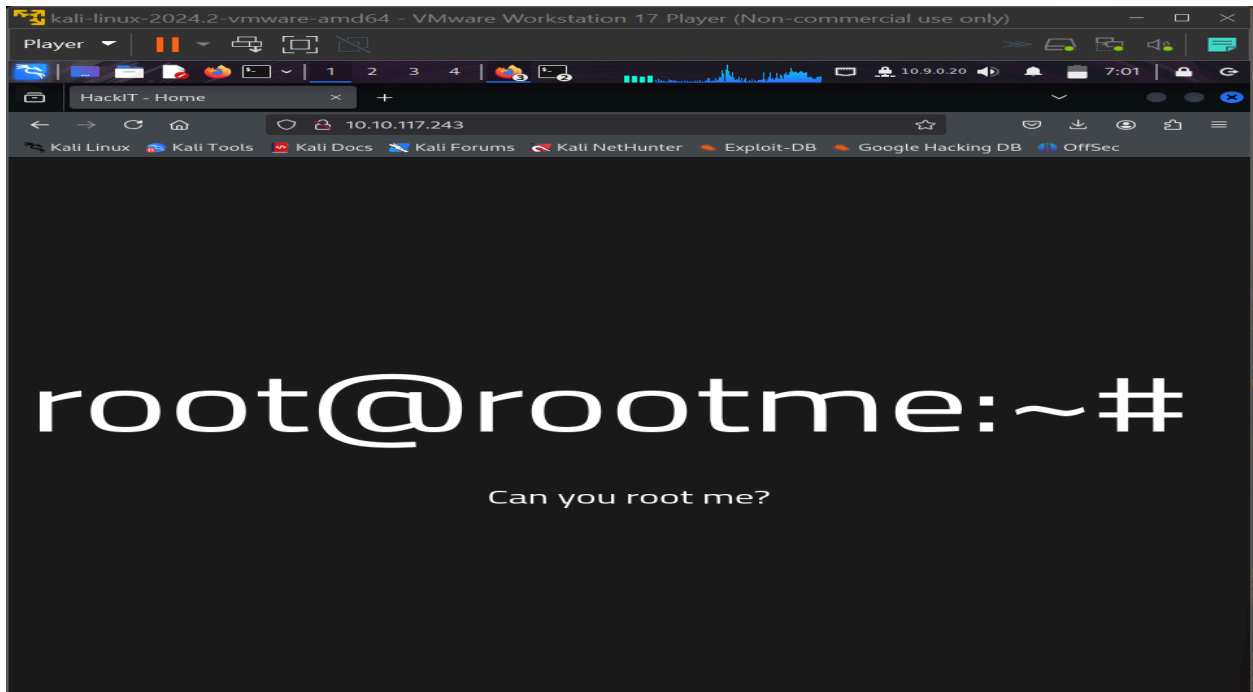 kali-linux-2024.2-vmware-amd64 - VMware Workstation 17 Player (Non-commercial use only)
Player
1 2 3 4 3 2 10.9.0.20 7:01
HackIT - Home
10.10.117.243
Kali Linux Kali Tools Kali Docs Kali Forums Kali NetHunter Exploit-DB Google Hacking DB OffSec
root@rootme:~#
Can you root me?